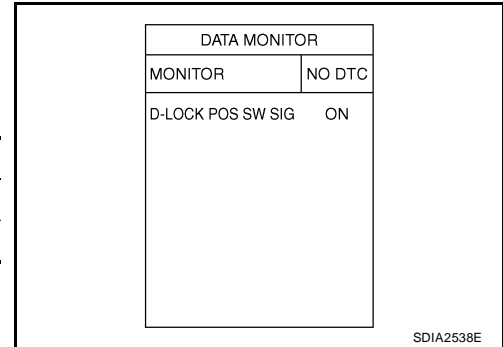 DATA MONITOR
MONITOR NO DTC
D-LOCK POS SW SIG ON
SDIA2538E